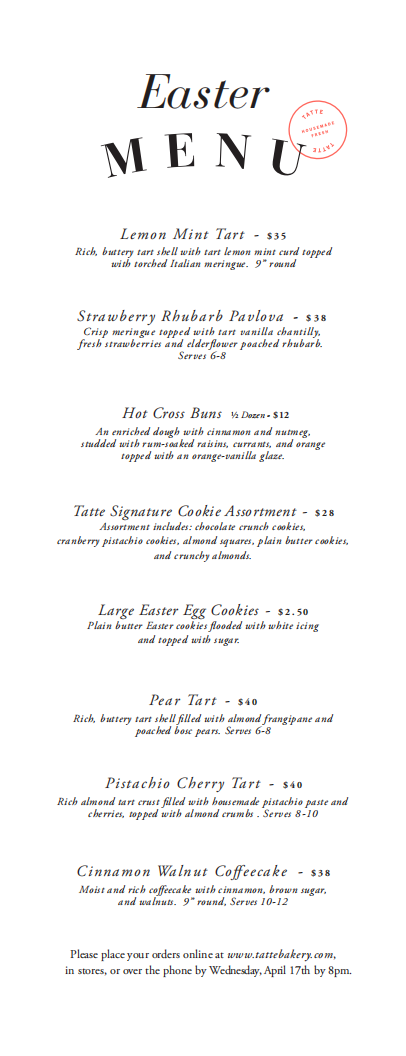 Easter
MENU
TATTE
HOUSEMADE
FRESH
TATTE
Lemon Mint Tart - $35
Rich, buttery tart shell with tart lemon mint curd topped
with torched Italian meringue. 9” round
Strawberry Rhubarb Pavlova - $38
Crisp meringue topped with tart vanilla chantilly,
fresh strawberries and elderflower poached rhubarb.
Serves 6-8
Hot Cross Buns ½ Dozen - $12
An enriched dough with cinnamon and nutmeg,
studded with rum-soaked raisins, currants, and orange
topped with an orange-vanilla glaze.
Tatte Signature Cookie Assortment - $28
Assortment includes: chocolate crunch cookies,
cranberry pistachio cookies, almond squares, plain butter cookies,
and crunchy almonds.
Large Easter Egg Cookies - $2.50
Plain butter Easter cookies flooded with white icing
and topped with sugar.
Pear Tart - $40
Rich, buttery tart shell filled with almond frangipane and
poached bosc pears. Serves 6-8
Pistachio Cherry Tart - $40
Rich almond tart crust filled with housemade pistachio paste and
cherries, topped with almond crumbs . Serves 8-10
Cinnamon Walnut Coffeecake - $38
Moist and rich coffeecake with cinnamon, brown sugar,
and walnuts. 9” round, Serves 10-12
Please place your orders online at www.tattebakery.com,
in stores, or over the phone by Wednesday, April 17th by 8pm.